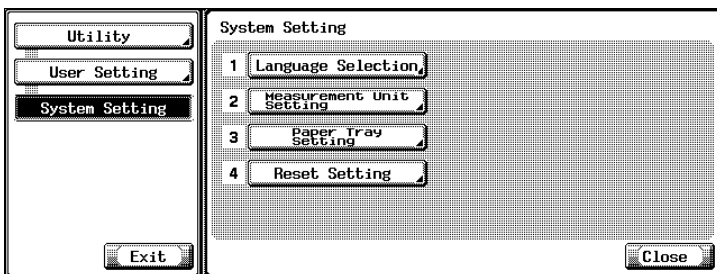 Utility
User Setting
System Setting
Exit
System Setting
1 Language Selection
2 Measurement Unit
Setting
3 Paper Tray
Setting
4 Reset Setting
Close